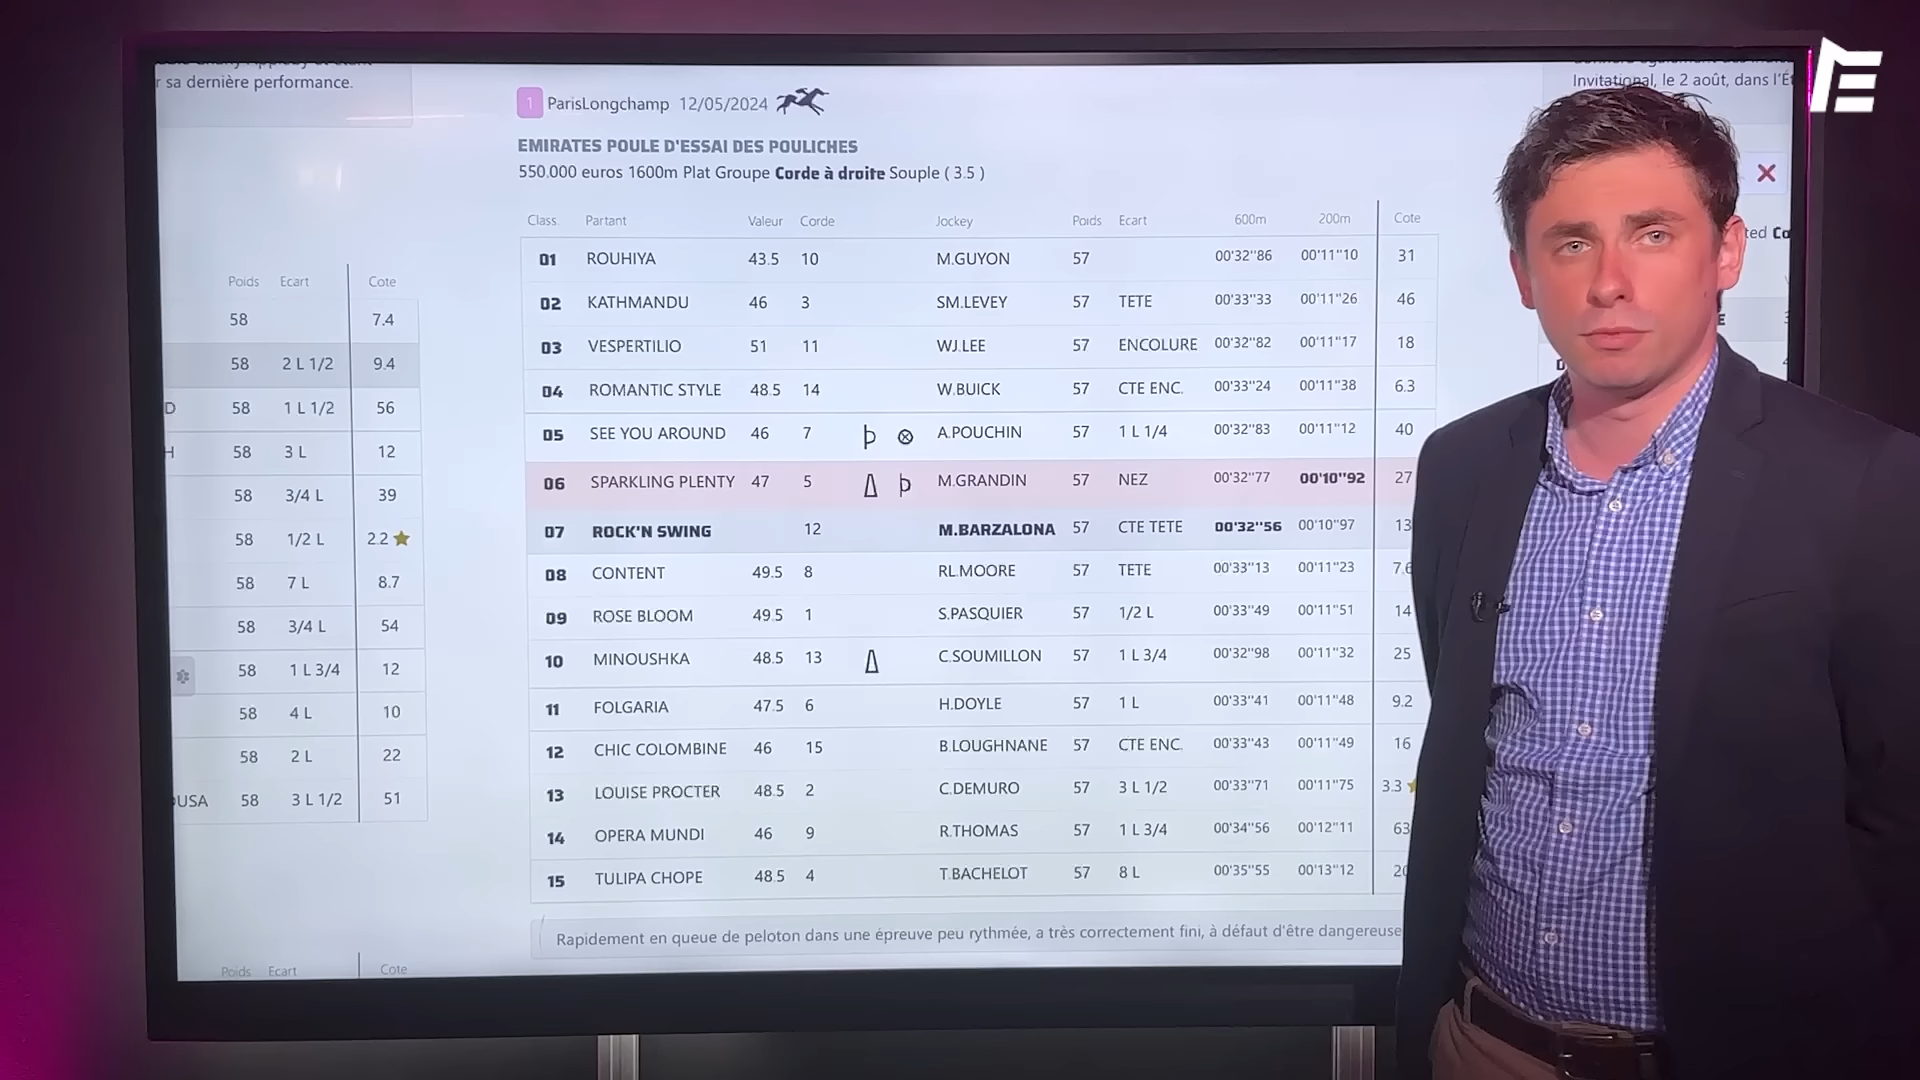 r sa dernière performance.
Poids Ecart Cote
58 7.4
58 2 L 1/2 9.4
D 58 1 L 1/2 56
H 58 3 L 12
58 3/4 L 39
58 1/2 L 2.2
58 7 L 8.7
58 3/4 L 54
58 1 L 3/4 12
58 4 L 10
58 2 L 22
USA 58 3 L 1/2 51
Poids Ecart Cote
1 ParisLongchamp 12/05/2024
EMIRATES POULE D'ESSAI DES POULICHES
550.000 euros 1600m Plat Groupe Corde à droite Souple ( 3.5 )
Class. Partant Valeur Corde Jockey Poids Ecart 600m 200m Cote
01 ROUHIYA 43.5 10 M.GUYON 57 00'32''86 00'11''10 31
02 KATHMANDU 46 3 SM.LEVEY 57 TETE 00'33''33 00'11''26 46
03 VESPERTILIO 51 11 WJ.LEE 57 ENCOLURE 00'32''82 00'11''17 18
04 ROMANTIC STYLE 48.5 14 W.BUICK 57 CTE ENC. 00'33''24 00'11''38 6.3
05 SEE YOU AROUND 46 7 A.POUCHIN 57 1 L 1/4 00'32''83 00'11''12 40
06 SPARKLING PLENTY 47 5 M.GRANDIN 57 NEZ 00'32''77 00'10''92 27
07 ROCK'N SWING 12 M.BARZALONA 57 CTE TETE 00'32''56 00'10''97 13
08 CONTENT 49.5 8 RL.MOORE 57 TETE 00'33''13 00'11''23 7.6
09 ROSE BLOOM 49.5 1 S.PASQUIER 57 1/2 L 00'33''49 00'11''51 14
10 MINOUSHKA 48.5 13 C.SOUMILLON 57 1 L 3/4 00'32''98 00'11''32 25
11 FOLGARIA 47.5 6 H.DOYLE 57 1 L 00'33''41 00'11''48 9.2
12 CHIC COLOMBINE 46 15 B.LOUGHNANE 57 CTE ENC. 00'33''43 00'11''49 16
13 LOUISE PROCTER 48.5 2 C.DEMURO 57 3 L 1/2 00'33''71 00'11''75 3.3
14 OPERA MUNDI 46 9 R.THOMAS 57 1 L 3/4 00'34''56 00'12''11 63
15 TULIPA CHOPE 48.5 4 T.BACHELOT 57 8 L 00'35''55 00'13''12 20
Rapidement en queue de peloton dans une épreuve peu rythmée, a très correctement fini, à défaut d'être dangereuse
Invitational, le 2 août, dans l'Ét
ted Co
E